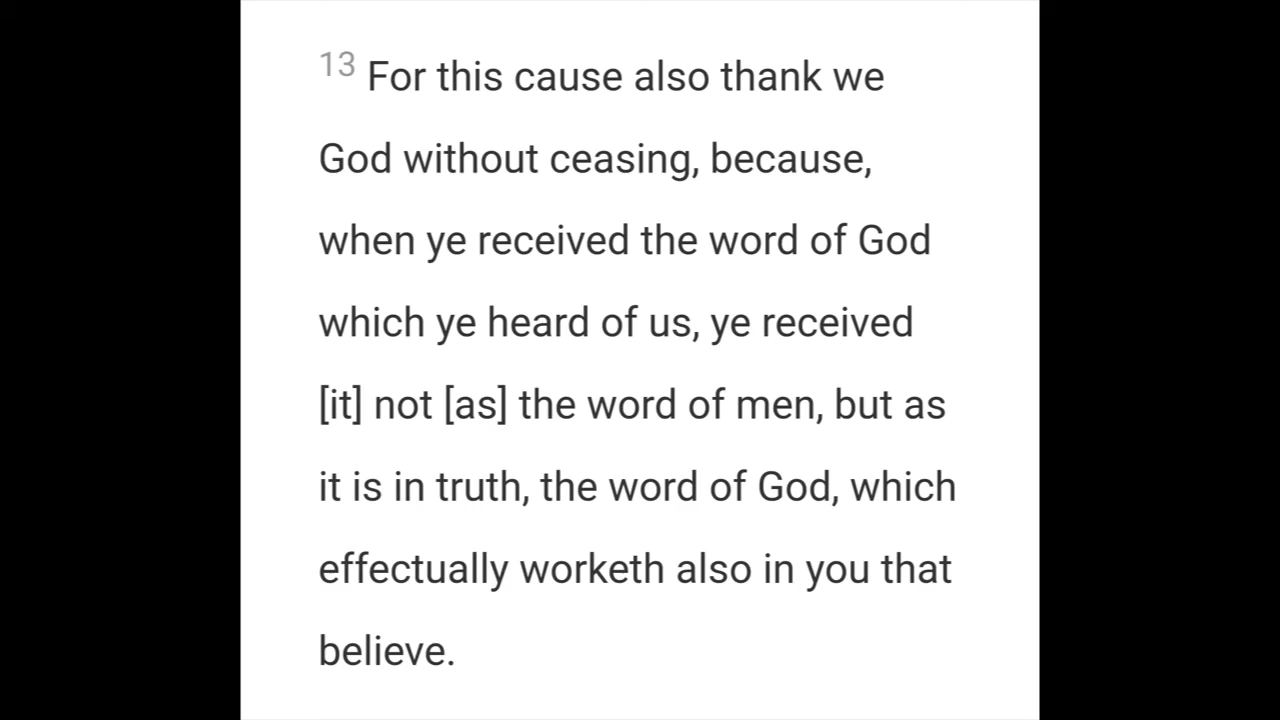 13 For this cause also thank we
God without ceasing, because,
when ye received the word of God
which ye heard of us, ye received
[it] not [as] the word of men, but as
it is in truth, the word of God, which
effectually worketh also in you that
believe.